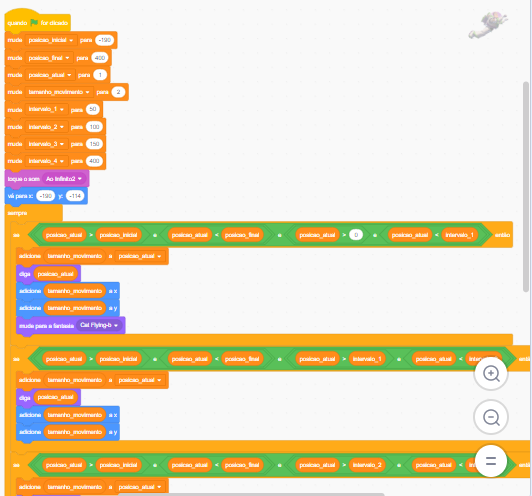 quando for clicado
mude posicao_inicial para -190
mude posicao_final para 400
mude posicao_atual para 1
mude tamanho_movimento para 2
mude intervalo_1 para 50
mude intervalo_2 para 100
mude intervalo_3 para 150
mude intervalo_4 para 400
toque o som Ao Infinito2
vá para x: -190 y: -114
sempre
se posicao_atual > posicao_inicial e posicao_atual < posicao_final e posicao_atual > 0 e posicao_atual < intervalo_1 então
adicione tamanho_movimento a posicao_atual
diga posicao_atual
adicione tamanho_movimento a x
adicione tamanho_movimento a y
mude para a fantasia Cat Flying-b
se posicao_atual > posicao_inicial e posicao_atual < posicao_final e posicao_atual > intervalo_1 e posicao_atual <
adicione tamanho_movimento a posicao_atual
diga posicao_atual
adicione tamanho_movimento a x
adicione tamanho_movimento a y
se posicao_atual > posicao_inicial e posicao_atual < posicao_final e posicao_atual > intervalo_2 e posicao_atual <
adicione tamanho_movimento a posicao_atual